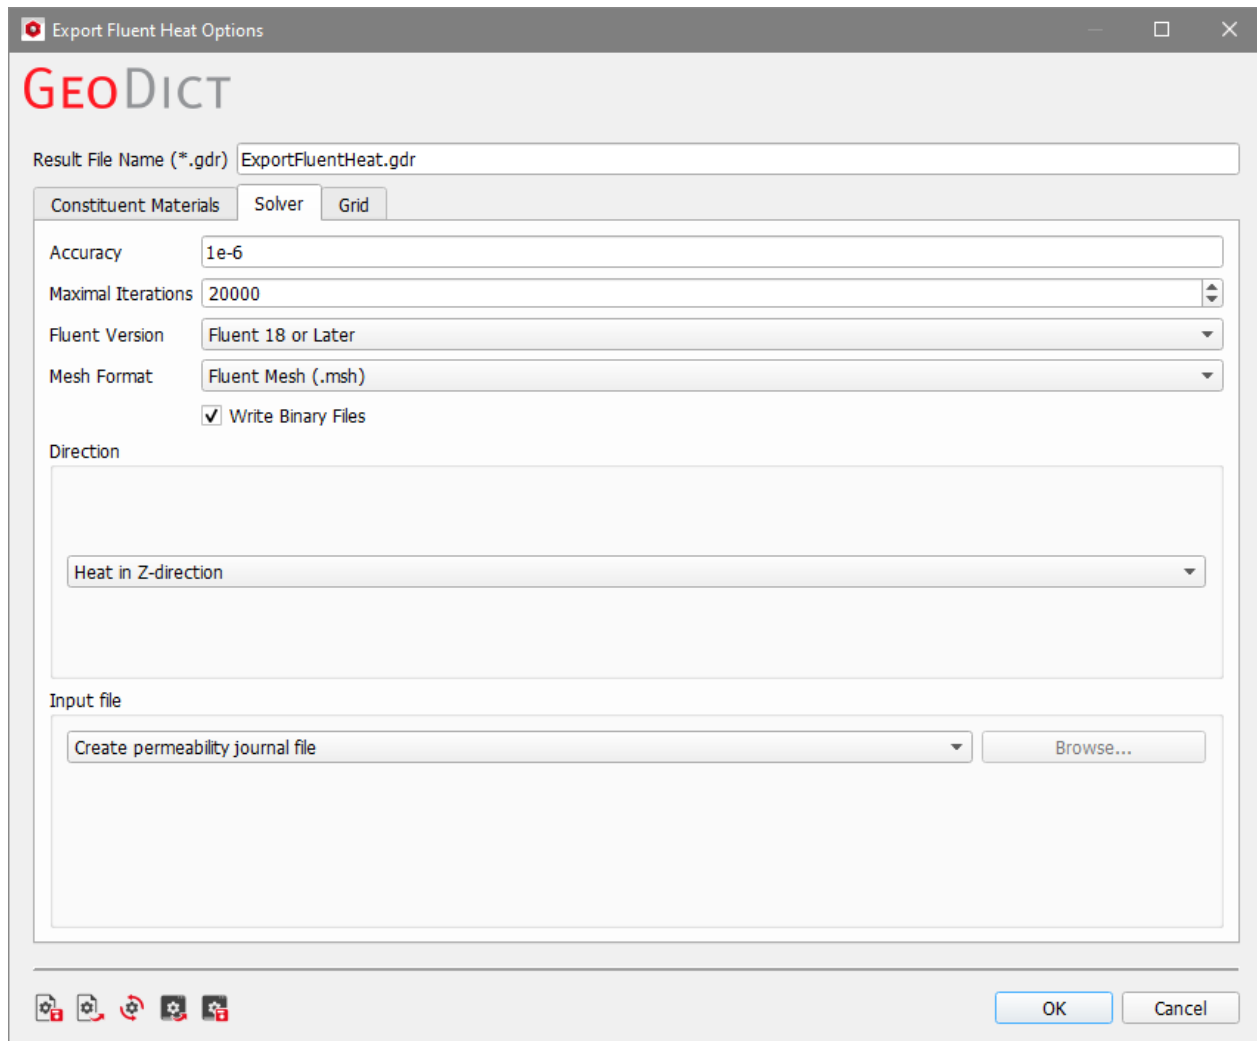 Export Fluent Heat Options
GEODICT
Result File Name (*.gdr) ExportFluentHeat.gdr
Constituent Materials Solver Grid
Accuracy 1e-6
Maximal Iterations 20000
Fluent Version Fluent 18 or Later
Mesh Format Fluent Mesh (.msh)
Write Binary Files
Direction
Heat in Z-direction
Input file
Create permeability journal file Browse...
OK Cancel